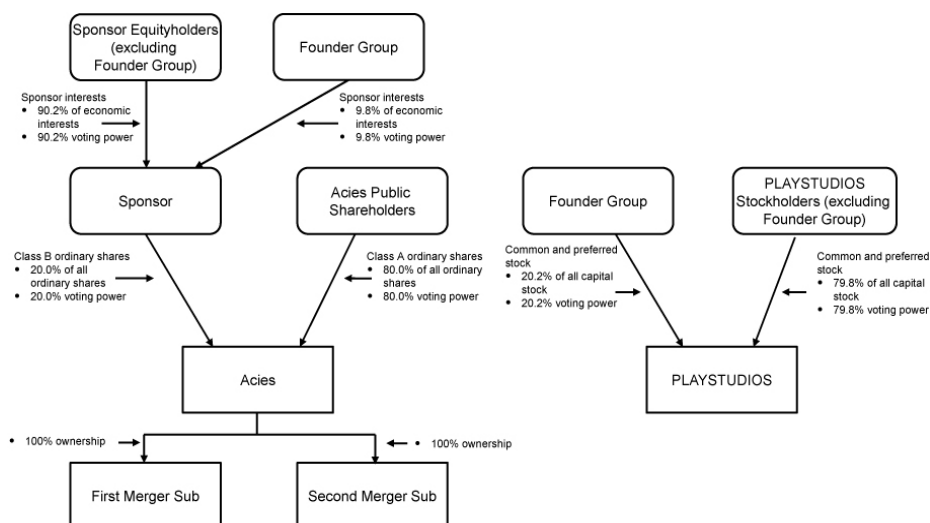 Sponsor Equityholders
(excluding
Founder Group)
Founder Group
Sponsor interests
• 90.2% of economic
interests
• 90.2% voting power
Sponsor interests
• 9.8% of economic
interests
• 9.8% voting power
Sponsor
Acies Public
Shareholders
Founder Group
PLAYSTUDIOS
Stockholders (excluding
Founder Group)
Class B ordinary shares
• 20.0% of all
ordinary shares
• 20.0% voting power
Class A ordinary shares
• 80.0% of all ordinary
shares
• 80.0% voting power
Common and preferred
stock
• 20.2% of all capital
stock
• 20.2% voting power
Common and preferred
stock
• 79.8% of all capital
stock
• 79.8% voting power
Acies
PLAYSTUDIOS
• 100% ownership
• 100% ownership
First Merger Sub
Second Merger Sub